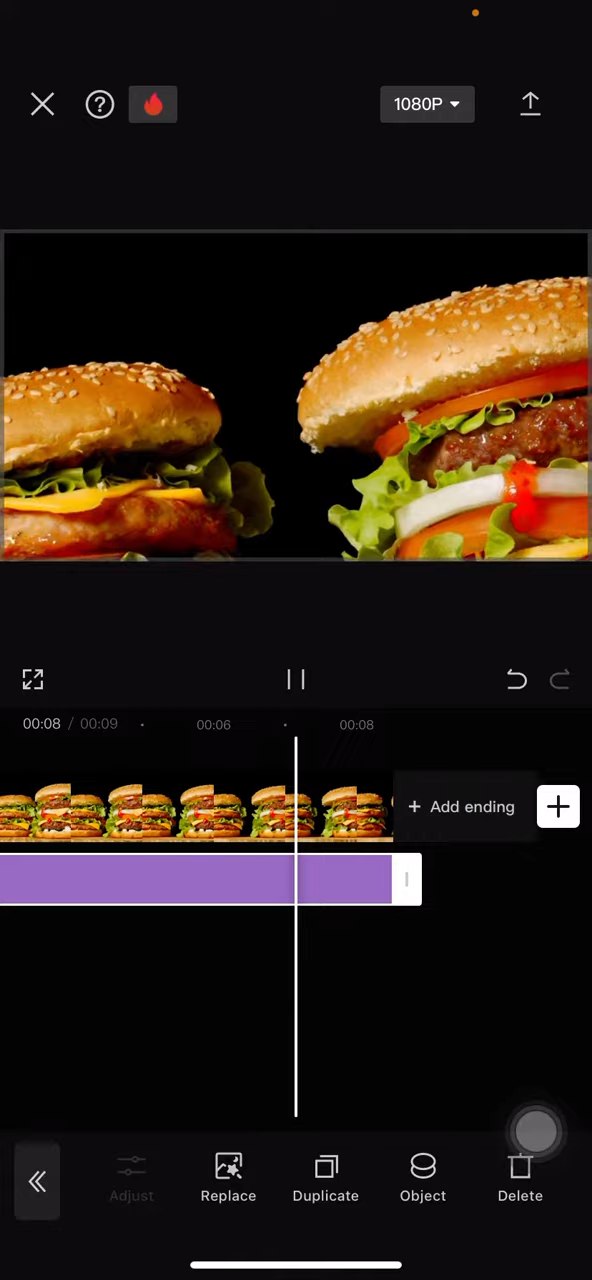 1080P
00:08 / 00:09
00:06
00:08
+ Add ending
Adjust
Replace
Duplicate
Object
Delete